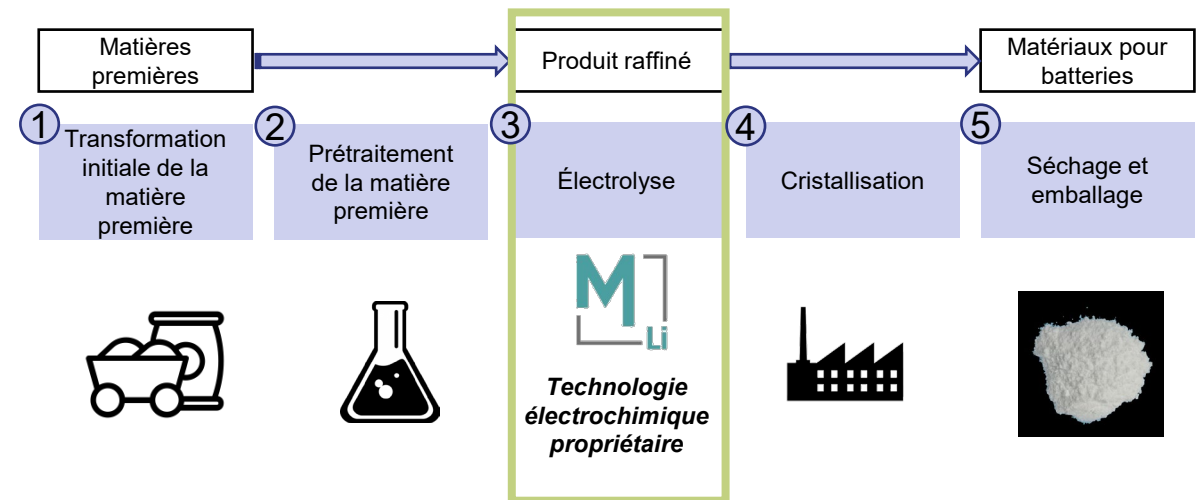 Matières
premières
Produit raffiné
Matériaux pour
batteries
1
Transformation
initiale de la
matière
première
2
Prétraitement
de la matière
première
3
Électrolyse
4
Cristallisation
5
Séchage et
emballage
M
Li
Technologie
électrochimique
propriétaire